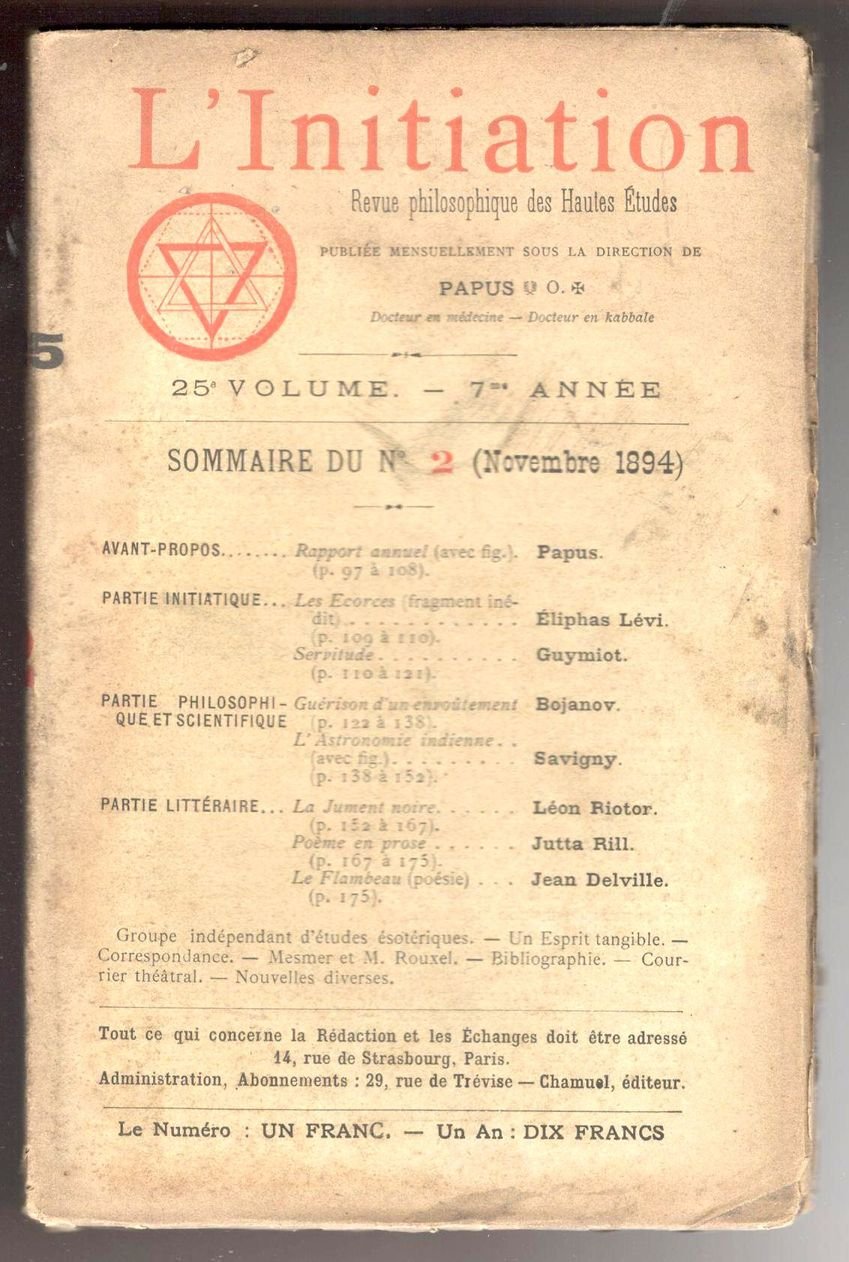 L'Initiation
Revue philosophique des Hautes Études
PUBLIÉE MENSUELLEMENT SOUS LA DIRECTION DE
PAPUS O. ✠
Docteur en médecine — Docteur en kabbale
5
25e VOLUME. — 7me ANNÉE
SOMMAIRE DU No 2 (Novembre 1894)
AVANT-PROPOS........ Rapport annuel (avec fig.). Papus.
(p. 97 à 108).
PARTIE INITIATIQUE... Les Ecorces (fragment iné-
dit) . . . . . . . . . . . . Éliphas Lévi.
(p. 109 à 110).
Servitude . . . . . . . . . . Guymiot.
(p. 110 à 121).
PARTIE PHILOSOPHI- Guérison d'un envoûtement Bojanov.
QUE ET SCIENTIFIQUE (p. 122 à 138).
L'Astronomie indienne . .
(avec fig.) . . . . . . . . . Savigny.
(p. 138 à 152).
PARTIE LITTÉRAIRE... La Jument noire. . . . . . Léon Riotor.
(p. 152 à 167).
Poème en prose . . . . . . Jutta Rill.
(p. 167 à 175).
Le Flambeau (poésie) . . . Jean Delville.
(p. 175).
Groupe indépendant d'études ésotériques. — Un Esprit tangible. —
Correspondance. — Mesmer et M. Rouxel. — Bibliographie. — Cour-
rier théâtral. — Nouvelles diverses.
Tout ce qui concerne la Rédaction et les Échanges doit être adressé
14, rue de Strasbourg, Paris.
Administration, Abonnements : 29, rue de Trévise — Chamuel, éditeur.
Le Numéro : UN FRANC. — Un An : DIX FRANCS